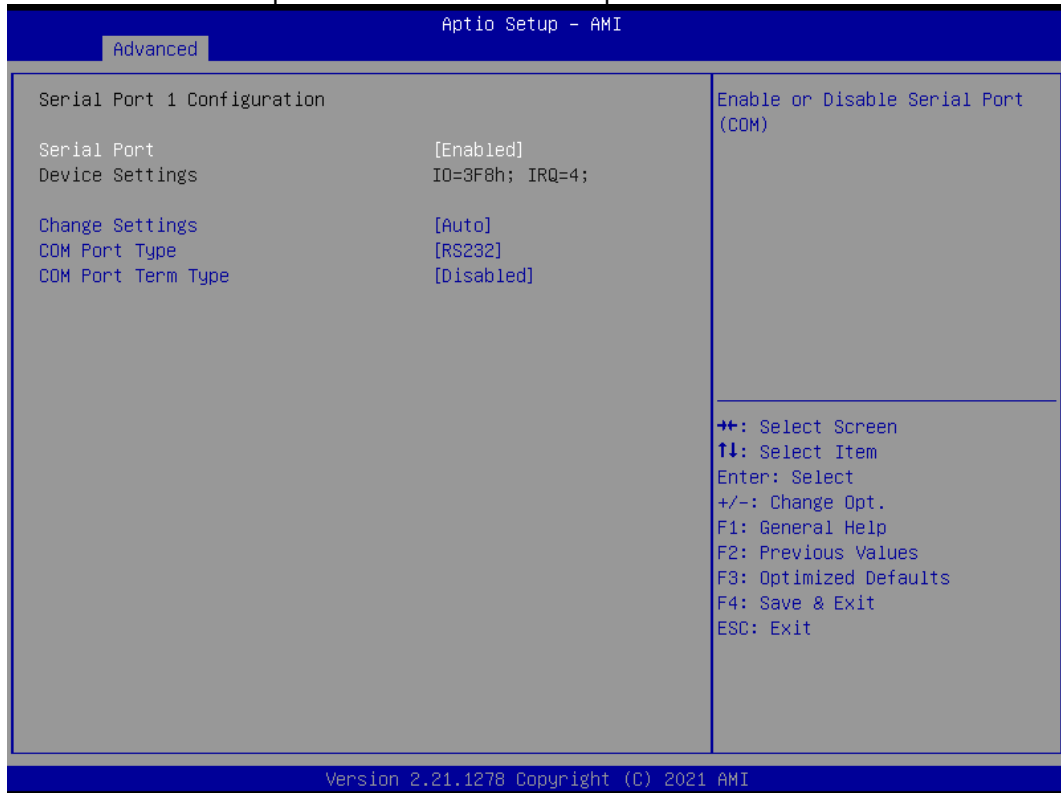 Aptio Setup – AMI
Advanced
Serial Port 1 Configuration
Serial Port [Enabled]
Device Settings IO=3F8h; IRQ=4;
Change Settings [Auto]
COM Port Type [RS232]
COM Port Term Type [Disabled]
Enable or Disable Serial Port
(COM)
→←: Select Screen
↑↓: Select Item
Enter: Select
+/-: Change Opt.
F1: General Help
F2: Previous Values
F3: Optimized Defaults
F4: Save & Exit
ESC: Exit
Version 2.21.1278 Copyright (C) 2021 AMI